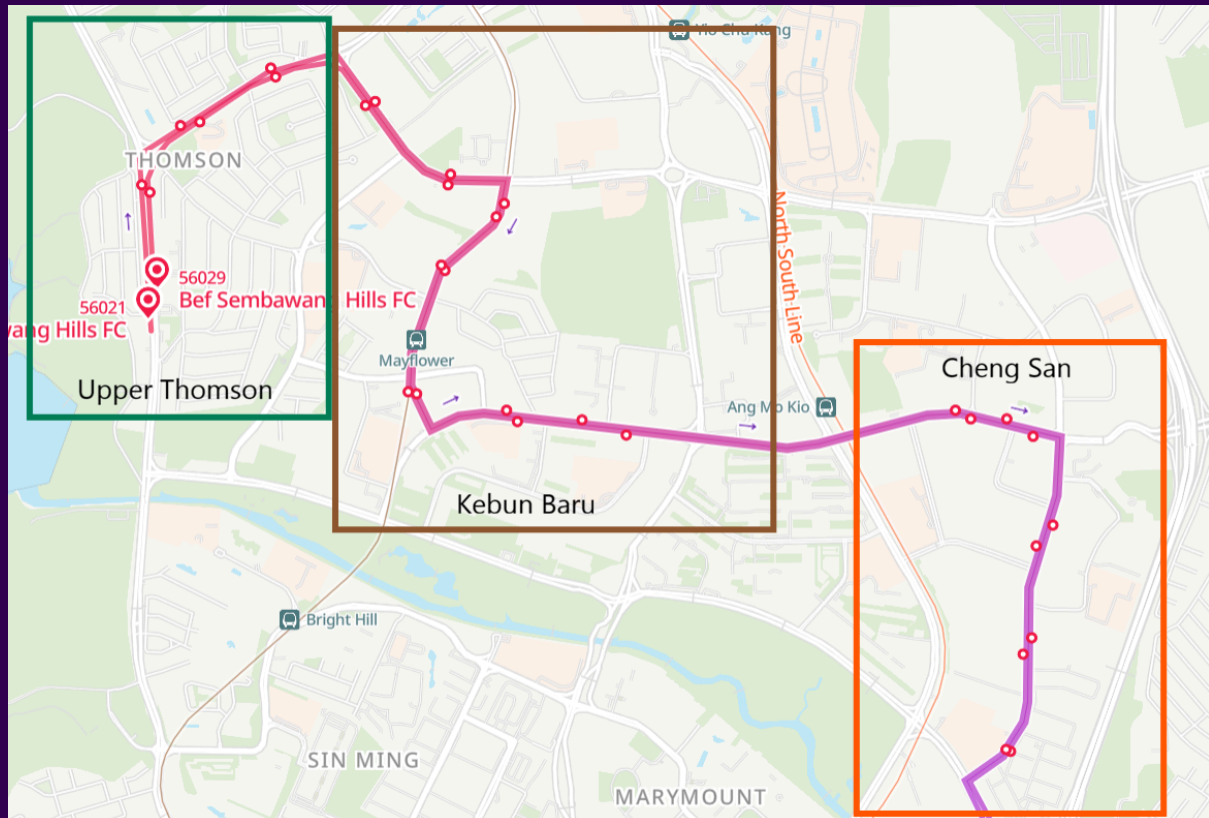 Yio Chu Kang
THOMSON
North South Line
56029
Bef Sembawang Hills FC
56021
wang Hills FC
Mayflower
Cheng San
Upper Thomson
Ang Mo Kio
Kebun Baru
Bright Hill
SIN MING
MARYMOUNT